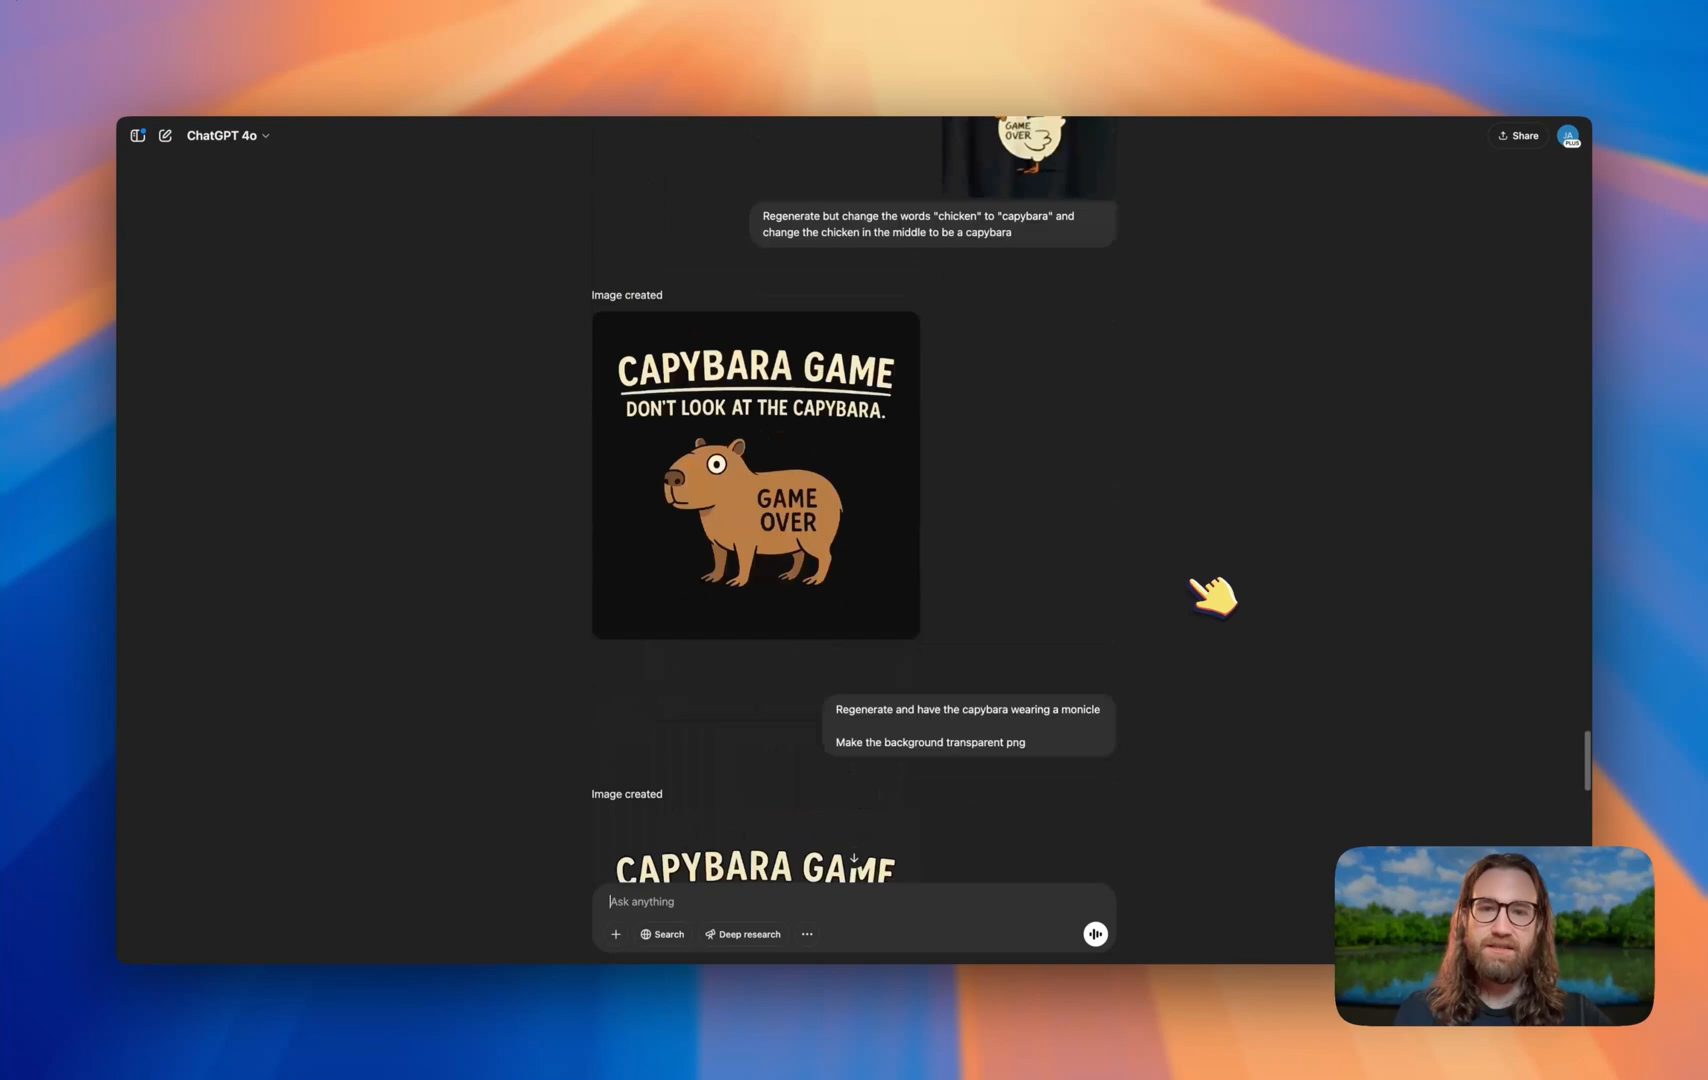 ChatGPT 4o
Share
JA
PLUS
GAME
OVER
Regenerate but change the words "chicken" to "capybara" and
change the chicken in the middle to be a capybara
Image created
CAPYBARA GAME
DON'T LOOK AT THE CAPYBARA.
GAME
OVER
Regenerate and have the capybara wearing a monicle
Make the background transparent png
Image created
CAPYBARA GAME
Ask anything
Search
Deep research